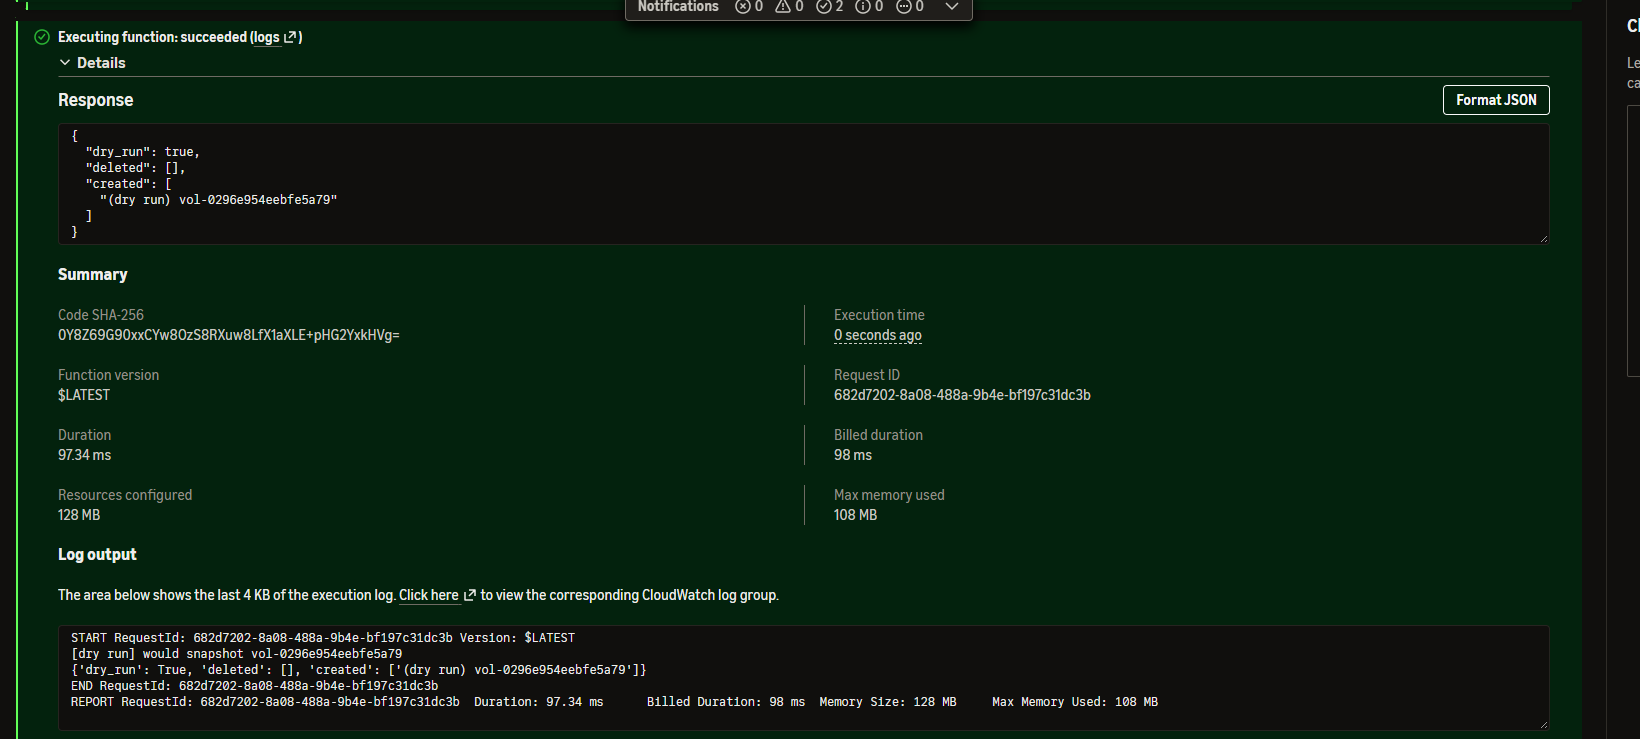 Notifications 0 0 2 0 0
Executing function: succeeded (logs)
Details
Response
Format JSON
{
"dry_run": true,
"deleted": [],
"created": [
"(dry run) vol-0296e954eebfe5a79"
]
}
Summary
Code SHA-256
0Y8Z69G90xxCYw8OzS8RXuw8LfX1aXLE+pHG2YxkHVg=
Execution time
0 seconds ago
Function version
$LATEST
Request ID
682d7202-8a08-488a-9b4e-bf197c31dc3b
Duration
97.34 ms
Billed duration
98 ms
Resources configured
128 MB
Max memory used
108 MB
Log output
The area below shows the last 4 KB of the execution log. Click here to view the corresponding CloudWatch log group.
START RequestId: 682d7202-8a08-488a-9b4e-bf197c31dc3b Version: $LATEST
[dry run] would snapshot vol-0296e954eebfe5a79
{'dry_run': True, 'deleted': [], 'created': ['(dry run) vol-0296e954eebfe5a79']}
END RequestId: 682d7202-8a08-488a-9b4e-bf197c31dc3b
REPORT RequestId: 682d7202-8a08-488a-9b4e-bf197c31dc3b Duration: 97.34 ms Billed Duration: 98 ms Memory Size: 128 MB Max Memory Used: 108 MB